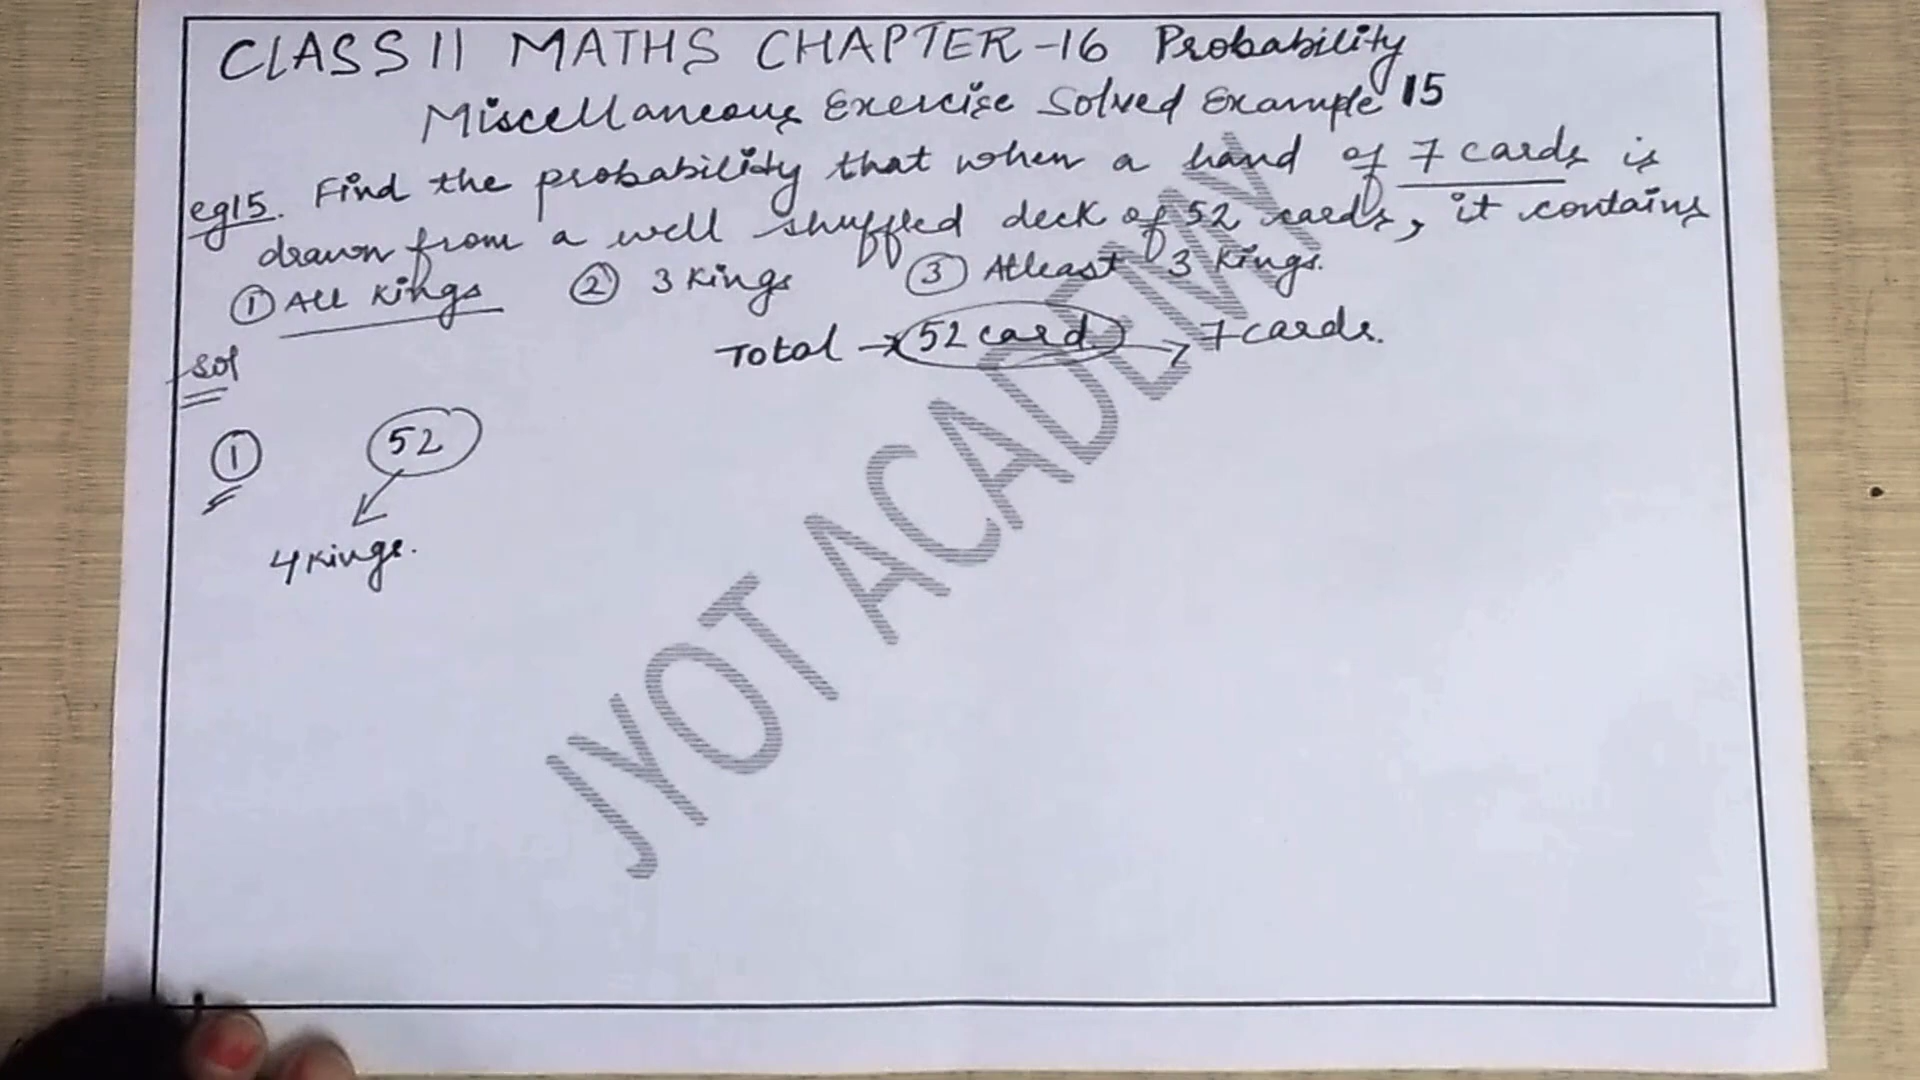 CLASS 11 MATHS CHAPTER-16 Probability
Miscellaneous Exercise Solved Example 15
eg15. Find the probability that when a hand of 7 cards is
drawn from a well shuffled deck of 52 cards, it contains
① All Kings ② 3 Kings ③ Atleast 3 Kings.
Total → 52 card → 7 cards.
Sol
① 52
4 Kings.
JYOT ACADEMY